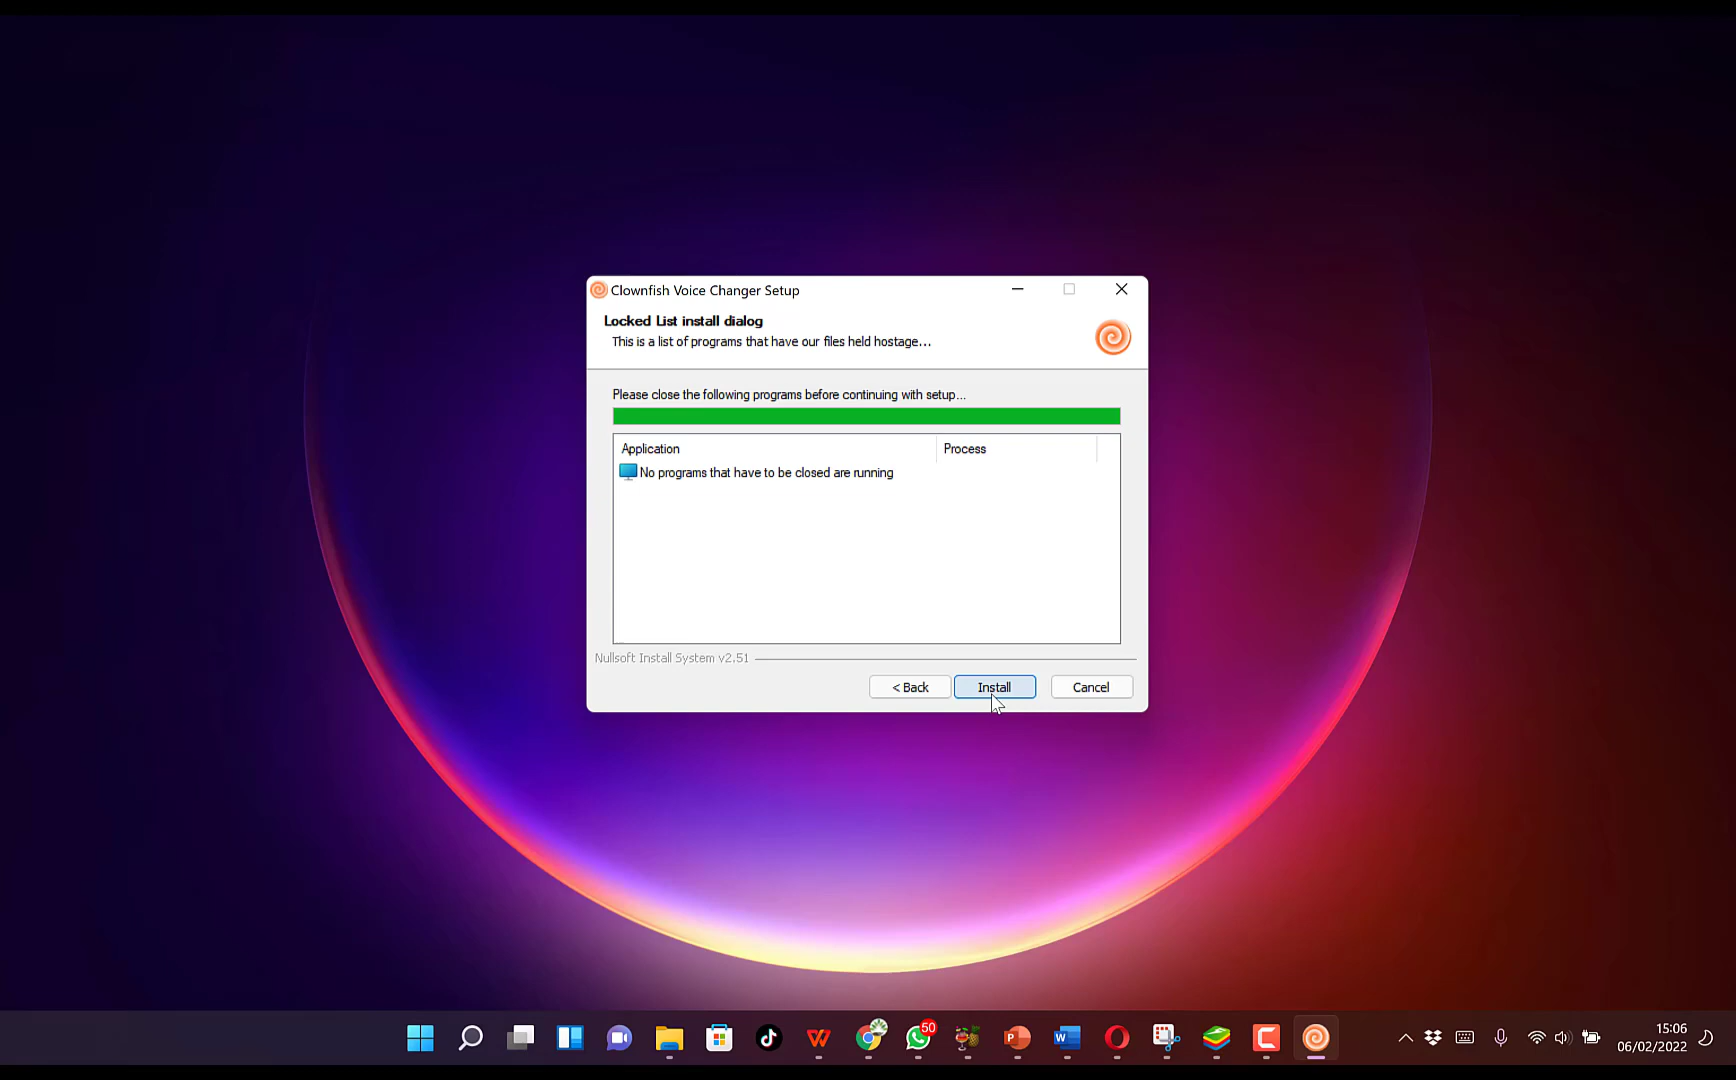 Clownfish Voice Changer Setup
Locked List install dialog
This is a list of programs that have our files held hostage...
Please close the following programs before continuing with setup...
Application Process
No programs that have to be closed are running
Nullsoft Install System v2.51
< Back Install Cancel
50
15:06
06/02/2022